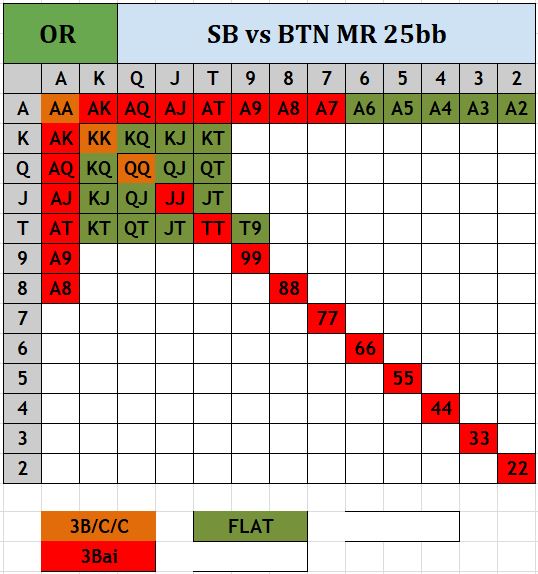 OR SB vs BTN MR 25bb
A K Q J T 9 8 7 6 5 4 3 2
A AA AK AQ AJ AT A9 A8 A7 A6 A5 A4 A3 A2
K AK KK KQ KJ KT
Q AQ KQ QQ QJ QT
J AJ KJ QJ JJ JT
T AT KT QT JT TT T9
9 A9 99
8 A8 88
7 77
6 66
5 55
4 44
3 33
2 22
3B/C/C FLAT
3Bai